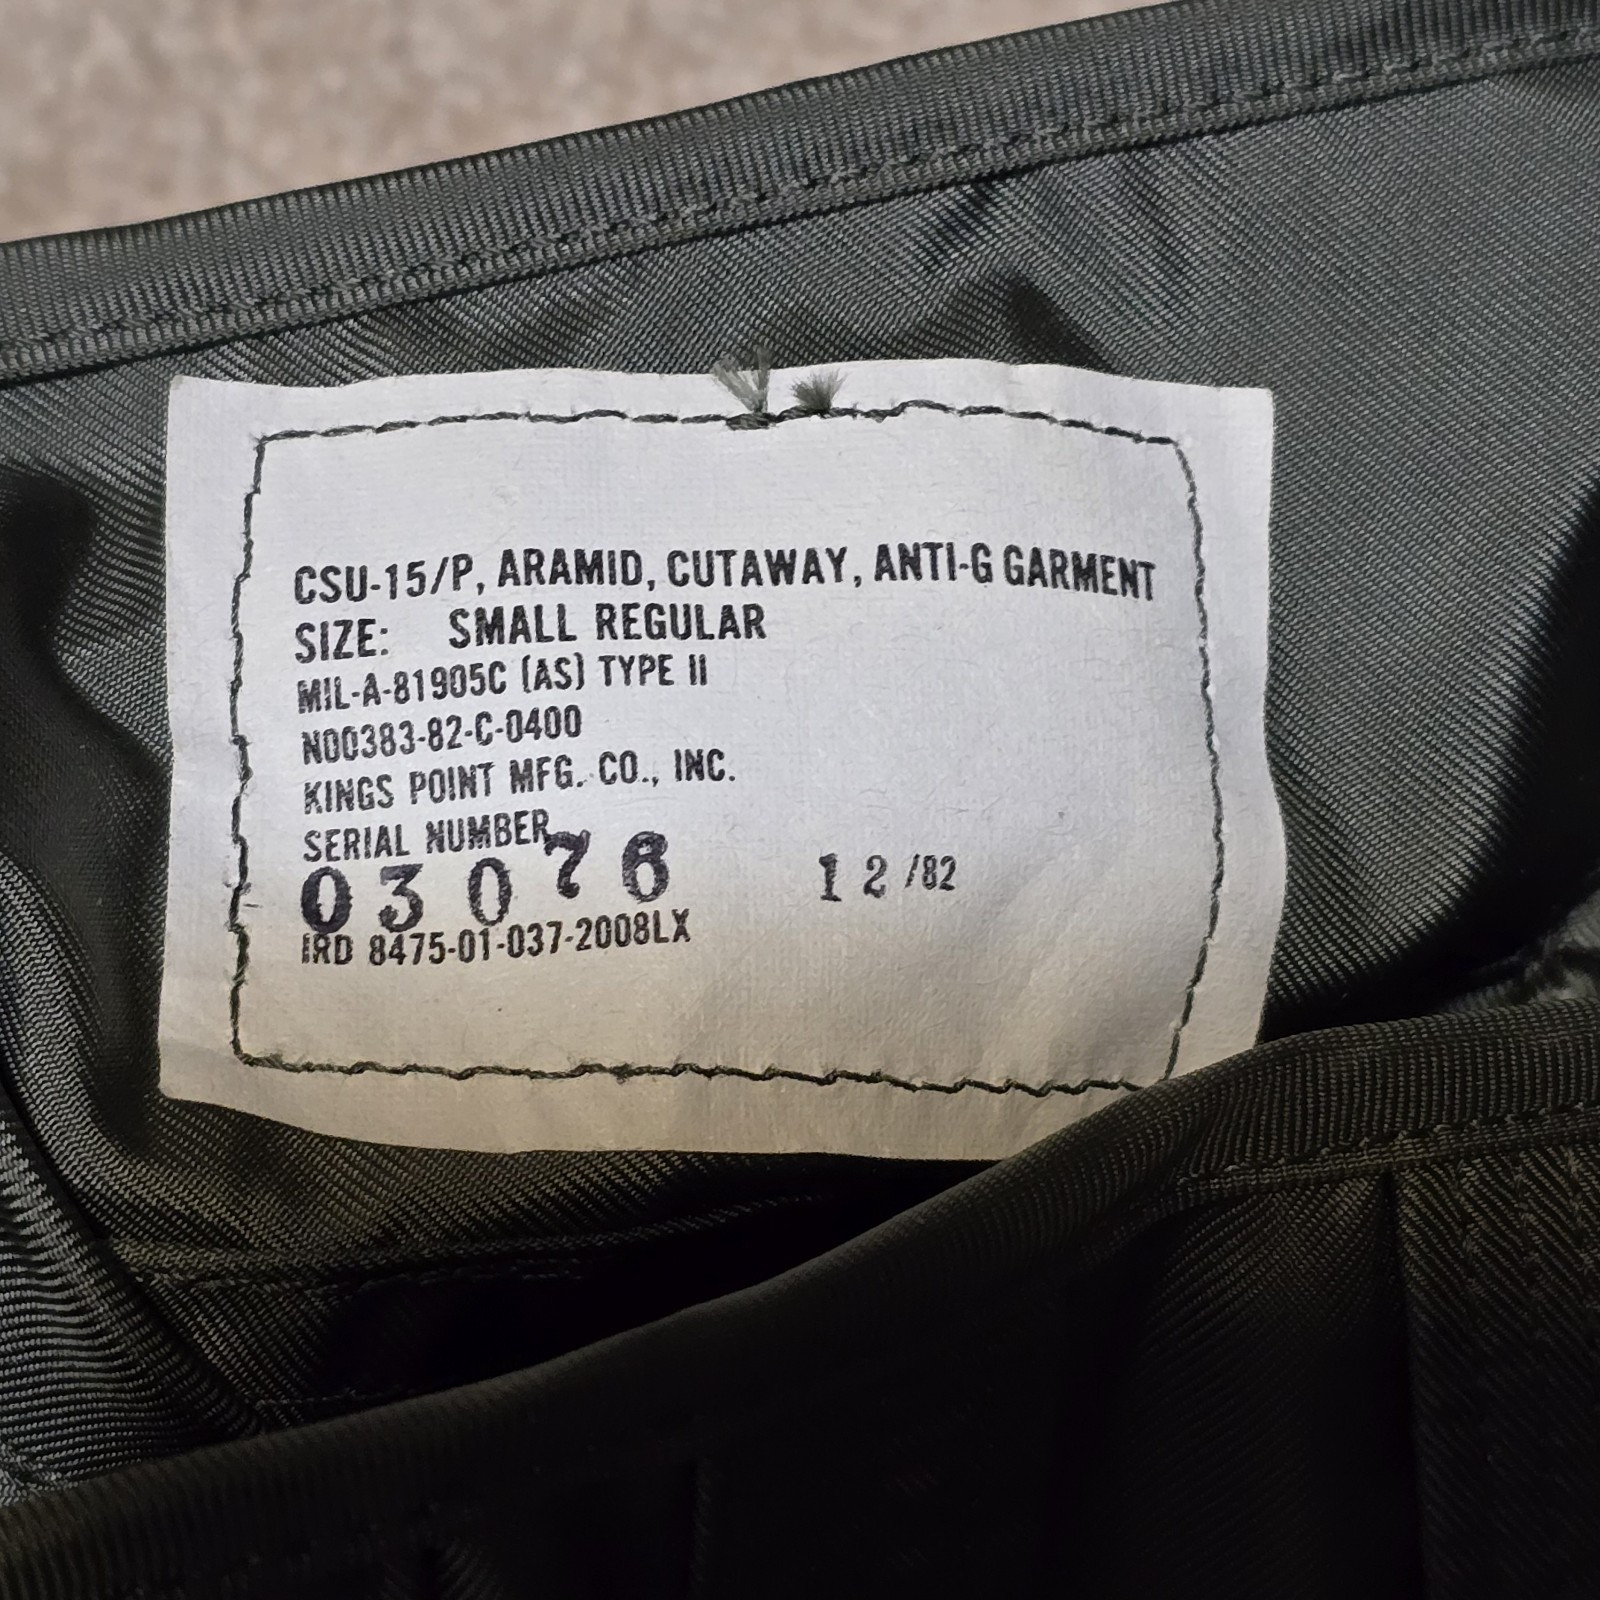 CSU-15/P, ARAMID, CUTAWAY, ANTI-G GARMENT
SIZE: SMALL REGULAR
MIL-A-81905C (AS) TYPE II
N00383-82-C-0400
KINGS POINT MFG. CO., INC.
SERIAL NUMBER
03076 12/82
IRD 8475-01-037-2008LX